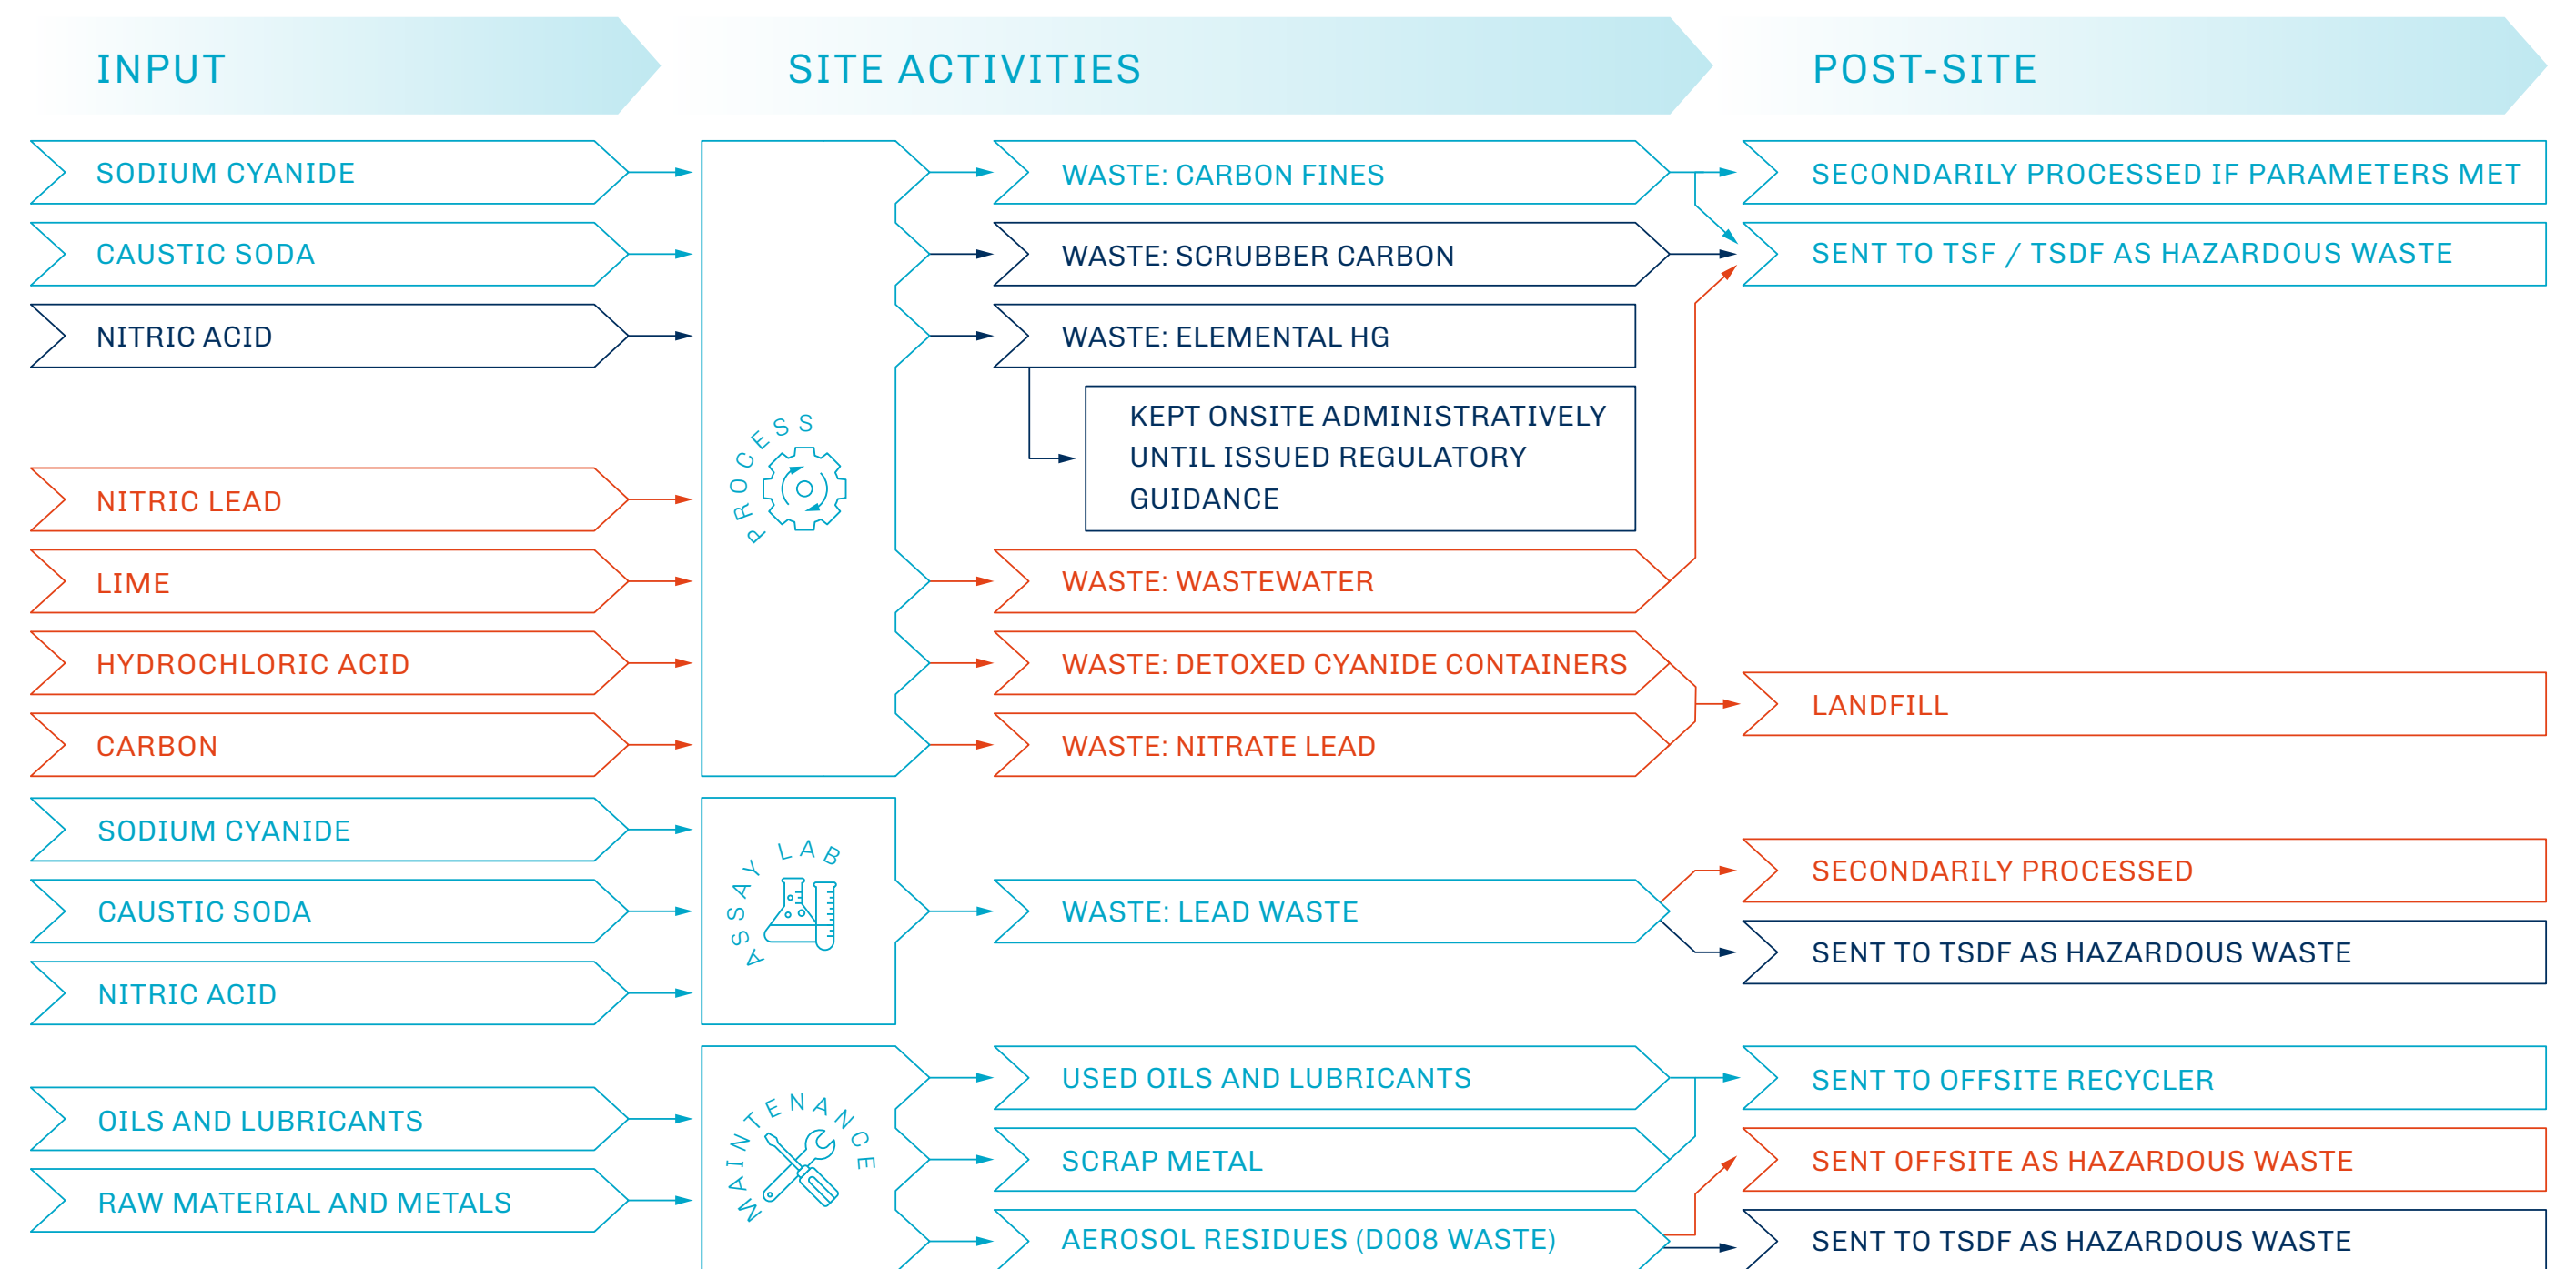 INPUT
SITE ACTIVITIES
POST-SITE
SODIUM CYANIDE
CAUSTIC SODA
NITRIC ACID
NITRIC LEAD
LIME
HYDROCHLORIC ACID
CARBON
PROCESS
WASTE: CARBON FINES
WASTE: SCRUBBER CARBON
WASTE: ELEMENTAL HG
KEPT ONSITE ADMINISTRATIVELY
UNTIL ISSUED REGULATORY
GUIDANCE
WASTE: WASTEWATER
WASTE: DETOXED CYANIDE CONTAINERS
WASTE: NITRATE LEAD
SECONDARILY PROCESSED IF PARAMETERS MET
SENT TO TSF / TSDF AS HAZARDOUS WASTE
LANDFILL
SODIUM CYANIDE
CAUSTIC SODA
NITRIC ACID
ASSAY LAB
WASTE: LEAD WASTE
SECONDARILY PROCESSED
SENT TO TSDF AS HAZARDOUS WASTE
OILS AND LUBRICANTS
RAW MATERIAL AND METALS
MAINTENANCE
USED OILS AND LUBRICANTS
SCRAP METAL
AEROSOL RESIDUES (D008 WASTE)
SENT TO OFFSITE RECYCLER
SENT OFFSITE AS HAZARDOUS WASTE
SENT TO TSDF AS HAZARDOUS WASTE